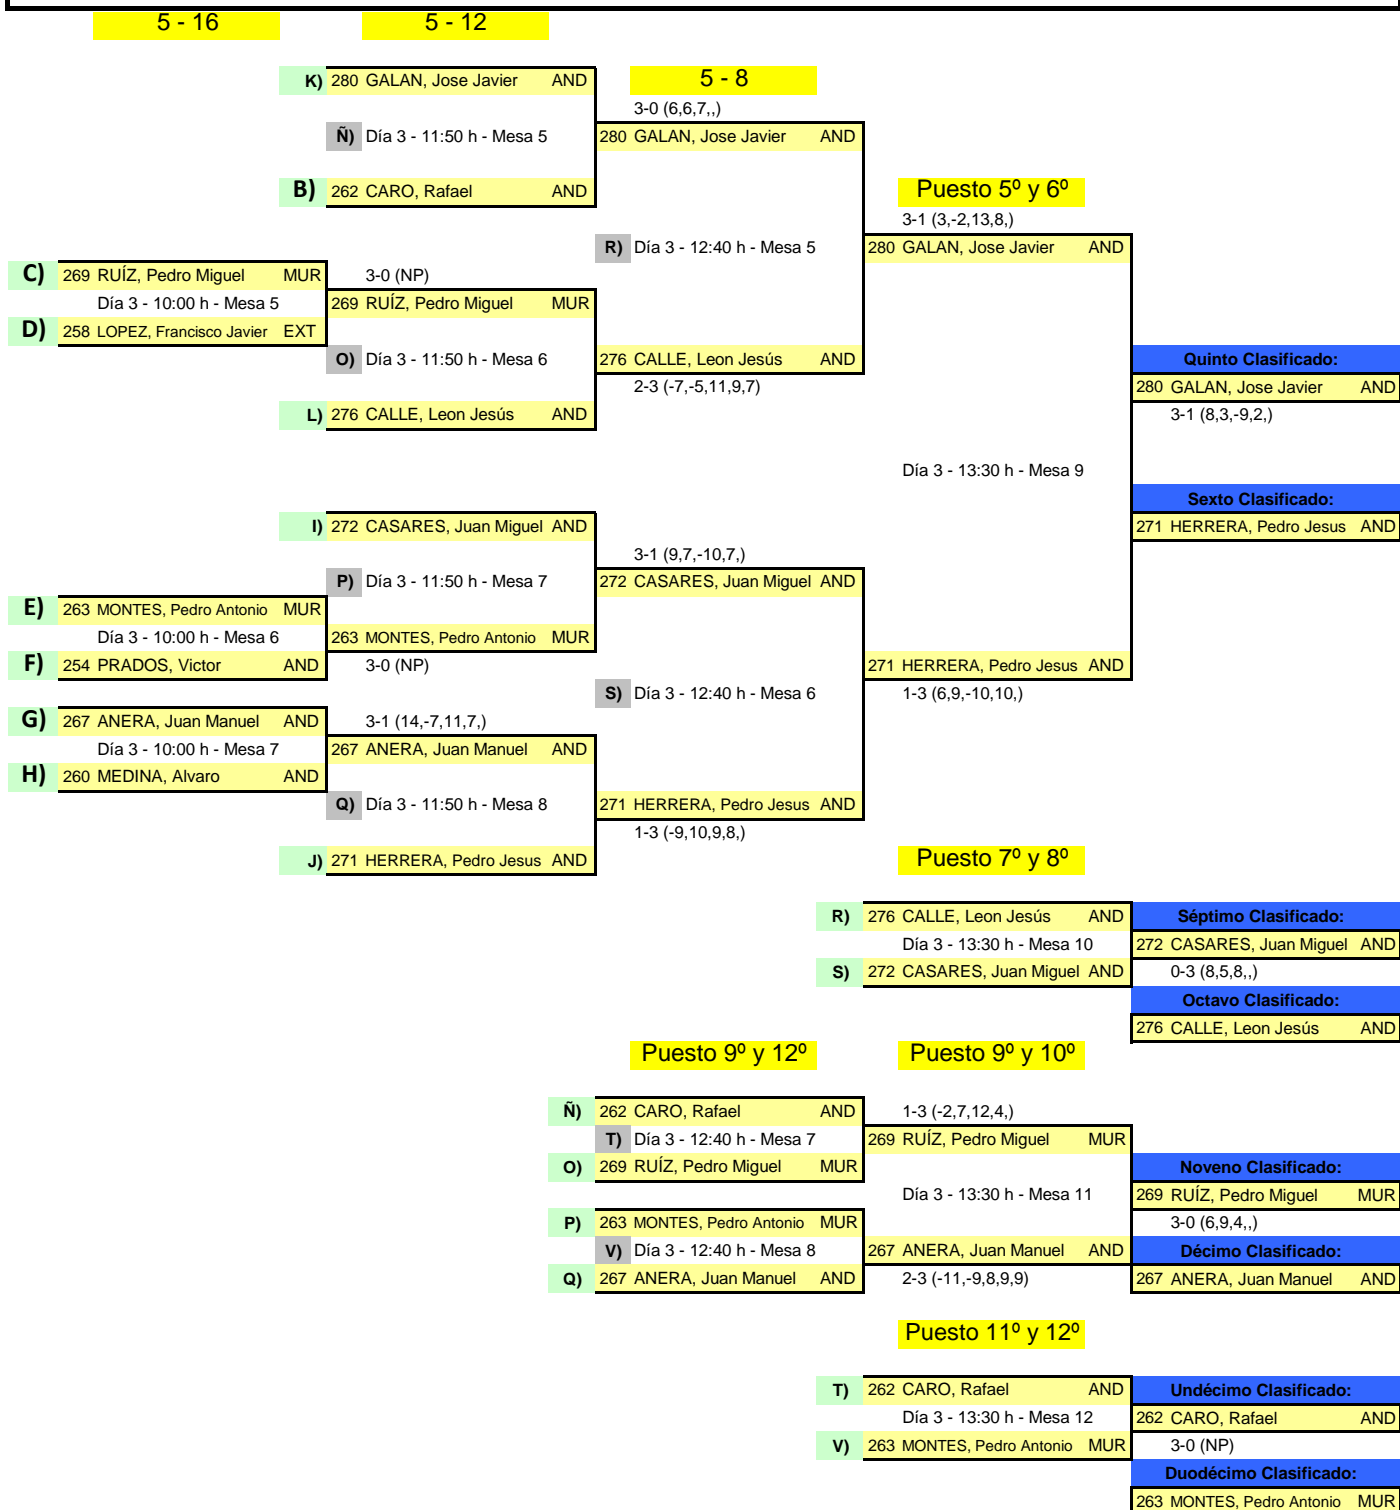 5 - 16 5 - 12
K) 280 GALAN, Jose Javier AND 5 - 8
3-0 (6,6,7,,)
Ñ) Día 3 - 11:50 h - Mesa 5 280 GALAN, Jose Javier AND
B) 262 CARO, Rafael AND Puesto 5º y 6º
3-1 (3,-2,13,8,)
R) Día 3 - 12:40 h - Mesa 5 280 GALAN, Jose Javier AND
C) 269 RUÍZ, Pedro Miguel MUR 3-0 (NP)
Día 3 - 10:00 h - Mesa 5 269 RUÍZ, Pedro Miguel MUR
D) 258 LOPEZ, Francisco Javier EXT
O) Día 3 - 11:50 h - Mesa 6 276 CALLE, Leon Jesús AND Quinto Clasificado:
2-3 (-7,-5,11,9,7) 280 GALAN, Jose Javier AND
L) 276 CALLE, Leon Jesús AND 3-1 (8,3,-9,2,)
Día 3 - 13:30 h - Mesa 9
Sexto Clasificado:
I) 272 CASARES, Juan Miguel AND 271 HERRERA, Pedro Jesus AND
3-1 (9,7,-10,7,)
P) Día 3 - 11:50 h - Mesa 7 272 CASARES, Juan Miguel AND
E) 263 MONTES, Pedro Antonio MUR
Día 3 - 10:00 h - Mesa 6 263 MONTES, Pedro Antonio MUR
F) 254 PRADOS, Victor AND 3-0 (NP) 271 HERRERA, Pedro Jesus AND
S) Día 3 - 12:40 h - Mesa 6 1-3 (6,9,-10,10,)
G) 267 ANERA, Juan Manuel AND 3-1 (14,-7,11,7,)
Día 3 - 10:00 h - Mesa 7 267 ANERA, Juan Manuel AND
H) 260 MEDINA, Alvaro AND
Q) Día 3 - 11:50 h - Mesa 8 271 HERRERA, Pedro Jesus AND
1-3 (-9,10,9,8,)
J) 271 HERRERA, Pedro Jesus AND Puesto 7º y 8º
R) 276 CALLE, Leon Jesús AND Séptimo Clasificado:
Día 3 - 13:30 h - Mesa 10 272 CASARES, Juan Miguel AND
S) 272 CASARES, Juan Miguel AND 0-3 (8,5,8,,)
Octavo Clasificado:
276 CALLE, Leon Jesús AND
Puesto 9º y 12º Puesto 9º y 10º
Ñ) 262 CARO, Rafael AND 1-3 (-2,7,12,4,)
T) Día 3 - 12:40 h - Mesa 7 269 RUÍZ, Pedro Miguel MUR
O) 269 RUÍZ, Pedro Miguel MUR Noveno Clasificado:
Día 3 - 13:30 h - Mesa 11 269 RUÍZ, Pedro Miguel MUR
P) 263 MONTES, Pedro Antonio MUR 3-0 (6,9,4,,)
V) Día 3 - 12:40 h - Mesa 8 267 ANERA, Juan Manuel AND Décimo Clasificado:
Q) 267 ANERA, Juan Manuel AND 2-3 (-11,-9,8,9,9) 267 ANERA, Juan Manuel AND
Puesto 11º y 12º
T) 262 CARO, Rafael AND Undécimo Clasificado:
Día 3 - 13:30 h - Mesa 12 262 CARO, Rafael AND
V) 263 MONTES, Pedro Antonio MUR 3-0 (NP)
Duodécimo Clasificado:
263 MONTES, Pedro Antonio MUR